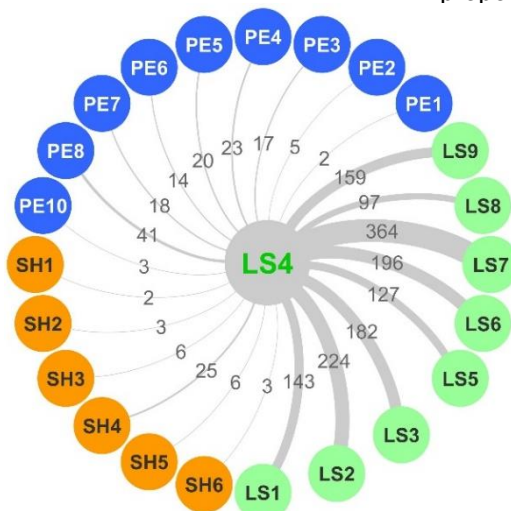 propo
PE4
PE5
PE3
PE6
PE2
PE7
PE1
PE8
LS9
PE10
LS8
SH1
LS7
SH2
LS6
SH3
LS5
SH4
LS3
SH5
LS2
SH6
LS1
LS4
23
17
20
5
14
2
18
159
41
97
3
364
2
196
3
127
6
182
25
224
6
3
143